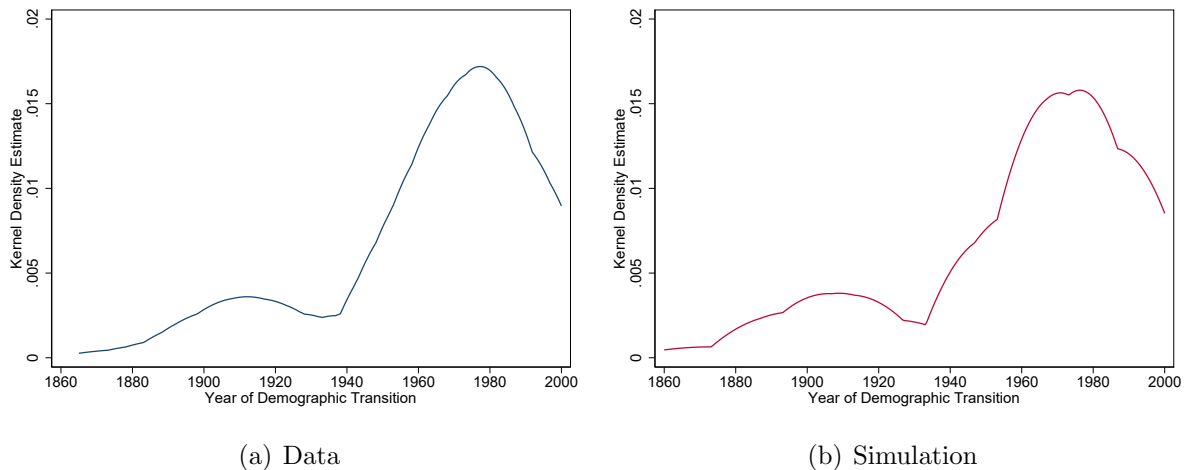 Kernel Density Estimate
.02
.015
.01
.005
0
1860 1880 1900 1920 1940 1960 1980 2000
Year of Demographic Transition
(a) Data
Kernel Density Estimate
.02
.015
.01
.005
0
1860 1880 1900 1920 1940 1960 1980 2000
Year of Demographic Transition
(b) Simulation